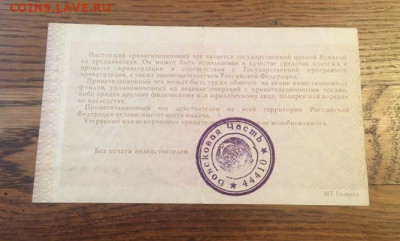 COINS.LAVE.RU
Настоящий приватизационный чек является государственной ценной бумагой
на предъявителя. Он может быть использован в качестве средства платежа в
процессе приватизации в соответствии с Государственной программой
приватизации, а также законодательством Российской Федерации.
Приватизационный чек может быть также обменен на акции инвестиционных
фондов, уполномоченных на ведение операций с приватизационными чеками,
либо продан другому физическому или юридическому лицу, подарен или передан
по наследству.
Приватизационный чек действителен на всей территории Российской
Федерации независимо от места выдачи.
Утерянные или испорченные приватизационные чеки не возобновляются.
Без печати недействителен.
Войсковая Часть
★ 44410 ★
МТ Гознака